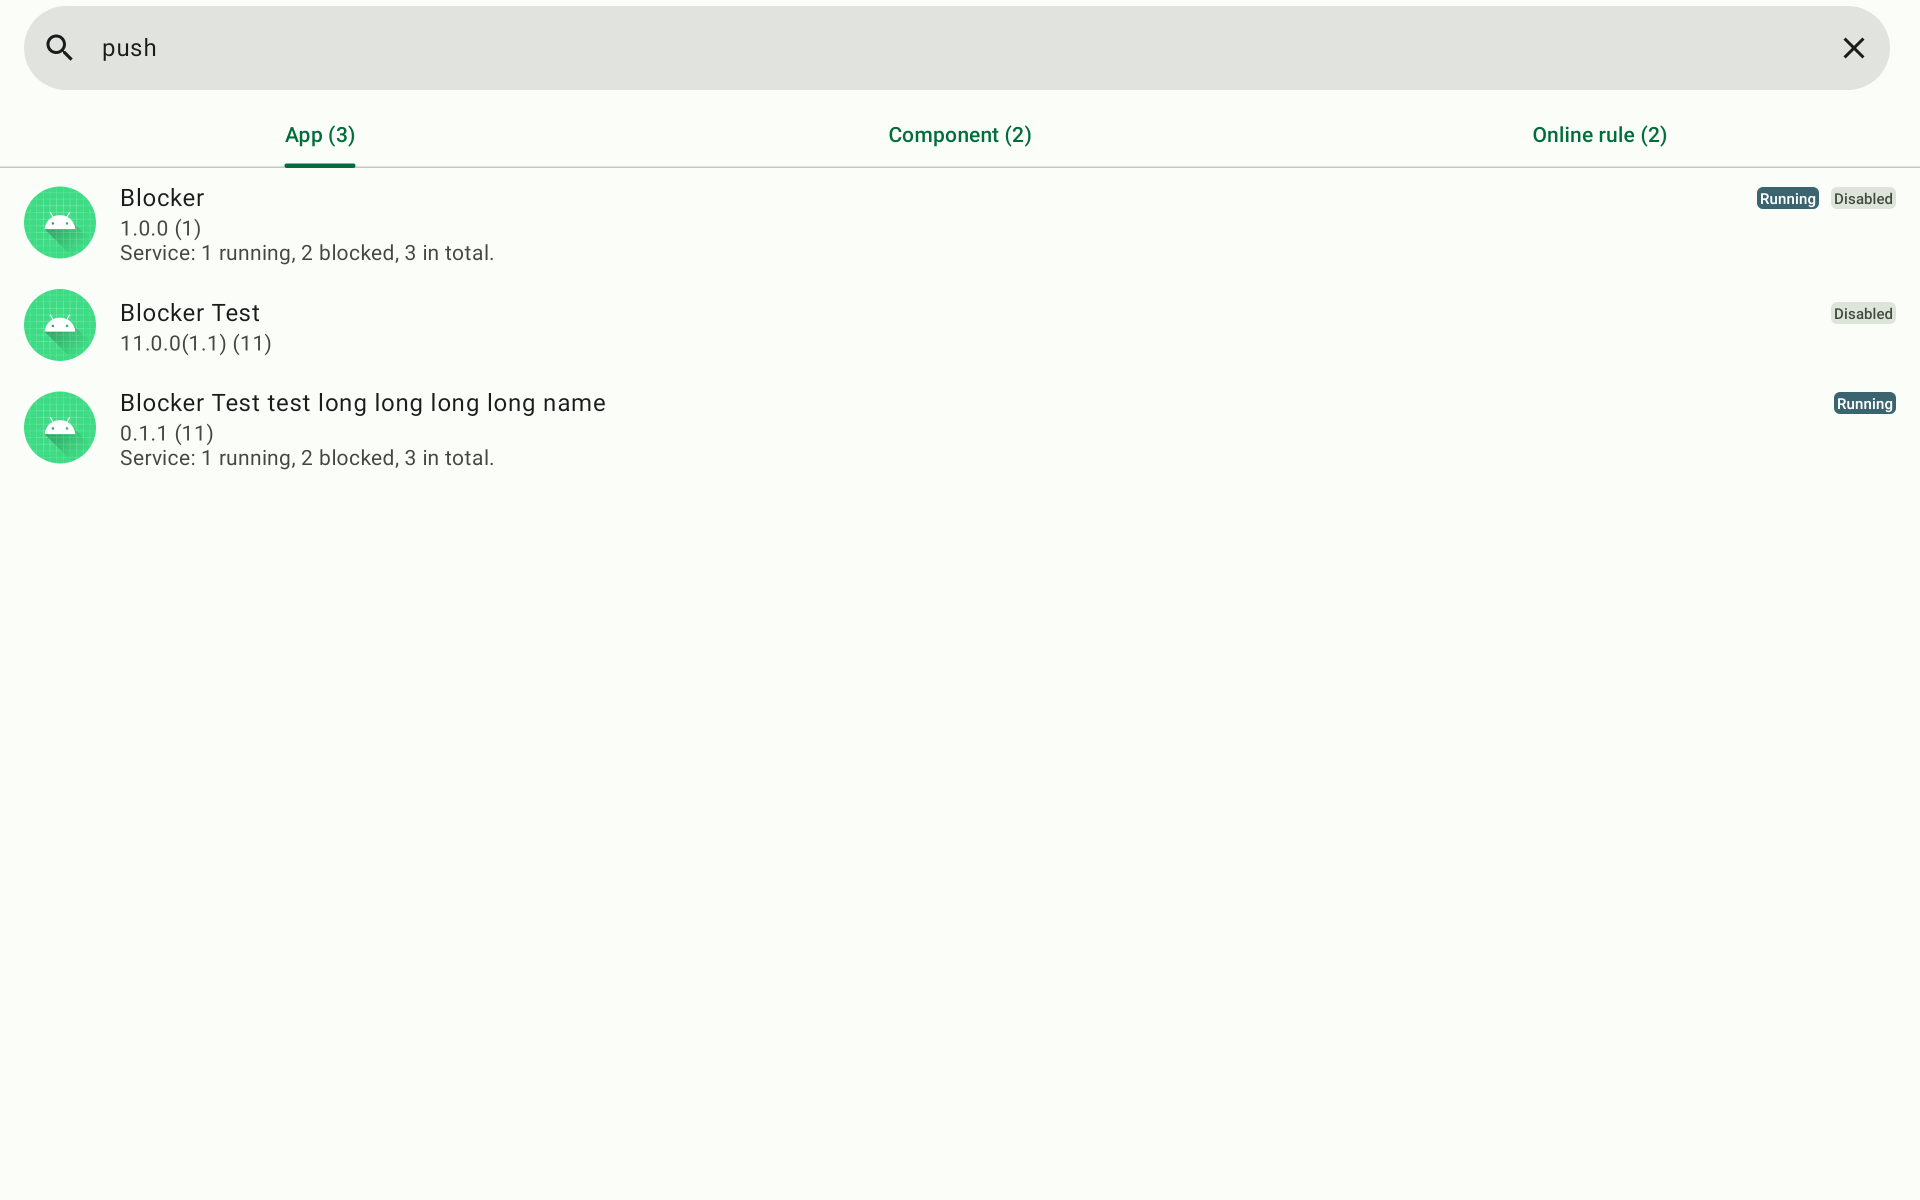 push
App (3)
Component (2)
Online rule (2)
Blocker
Running
Disabled
1.0.0 (1)
Service: 1 running, 2 blocked, 3 in total.
Blocker Test
Disabled
11.0.0(1.1) (11)
Blocker Test test long long long long name
Running
0.1.1 (11)
Service: 1 running, 2 blocked, 3 in total.